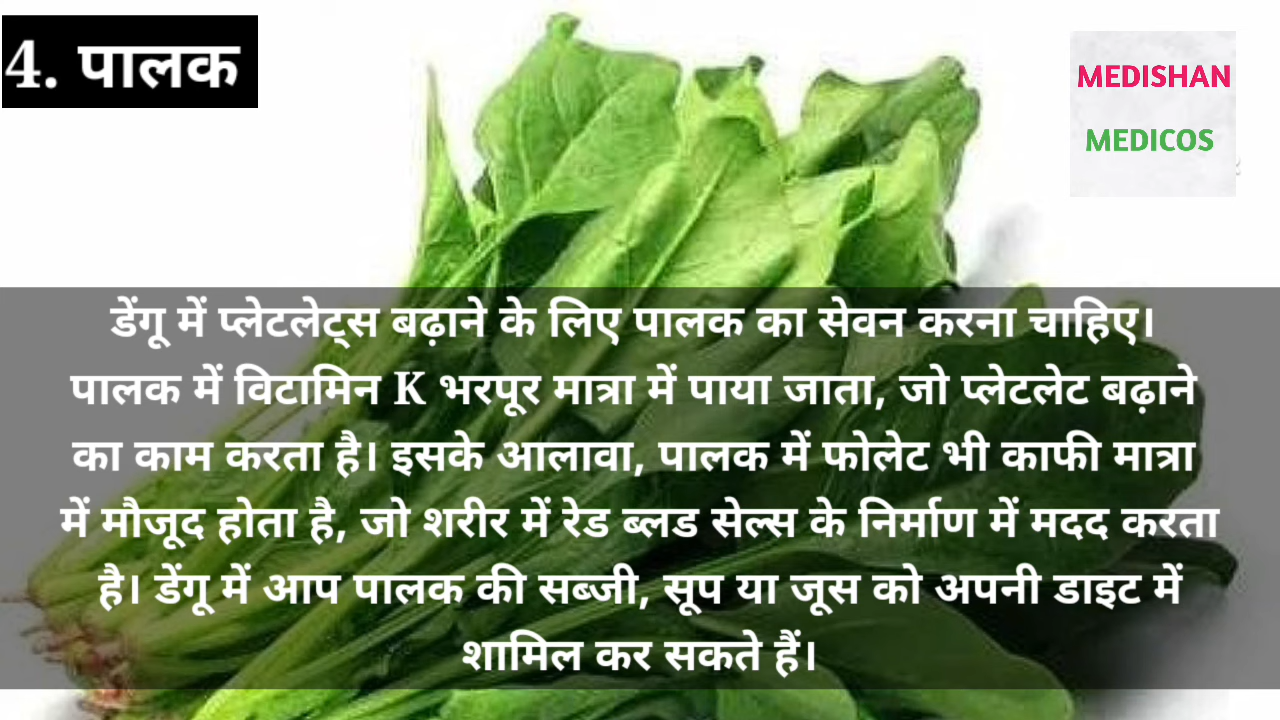 4. पालक
MEDISHAN
MEDICOS
डेंगू में प्लेटलेट्स बढ़ाने के लिए पालक का सेवन करना चाहिए।
पालक में विटामिन K भरपूर मात्रा में पाया जाता, जो प्लेटलेट बढ़ाने
का काम करता है। इसके आलावा, पालक में फोलेट भी काफी मात्रा
में मौजूद होता है, जो शरीर में रेड ब्लड सेल्स के निर्माण में मदद करता
है। डेंगू में आप पालक की सब्जी, सूप या जूस को अपनी डाइट में
शामिल कर सकते हैं।